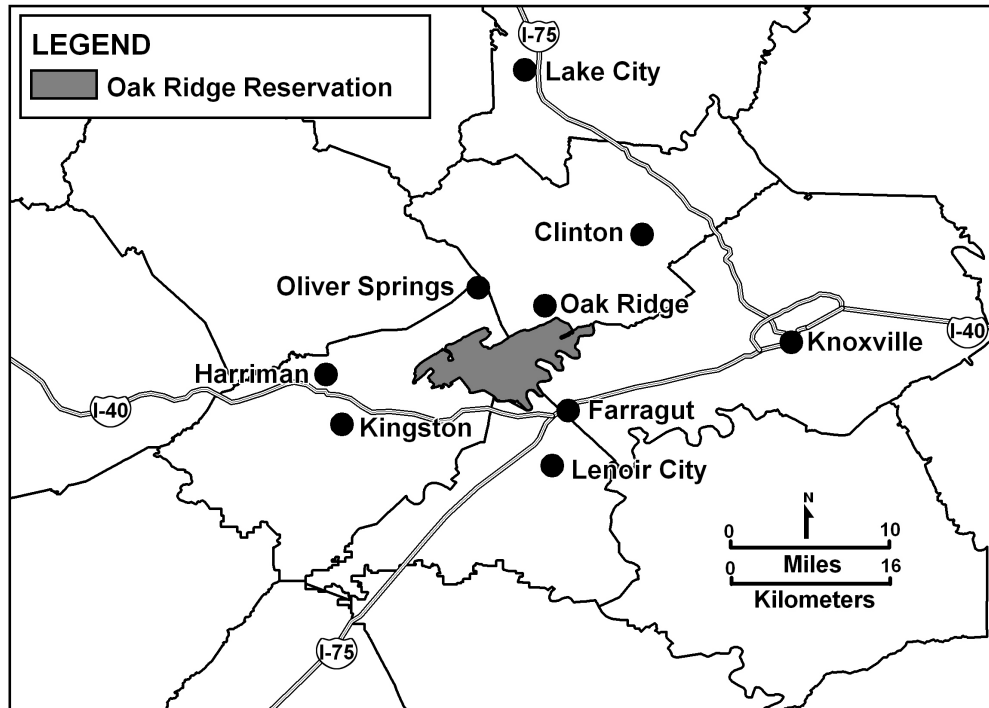 LEGEND
Oak Ridge Reservation
I-75
Lake City
Clinton
Oliver Springs
Oak Ridge
I-40
Knoxville
Harriman
I-40
Farragut
Kingston
Lenoir City
N
0 10
Miles
0 16
Kilometers
I-75